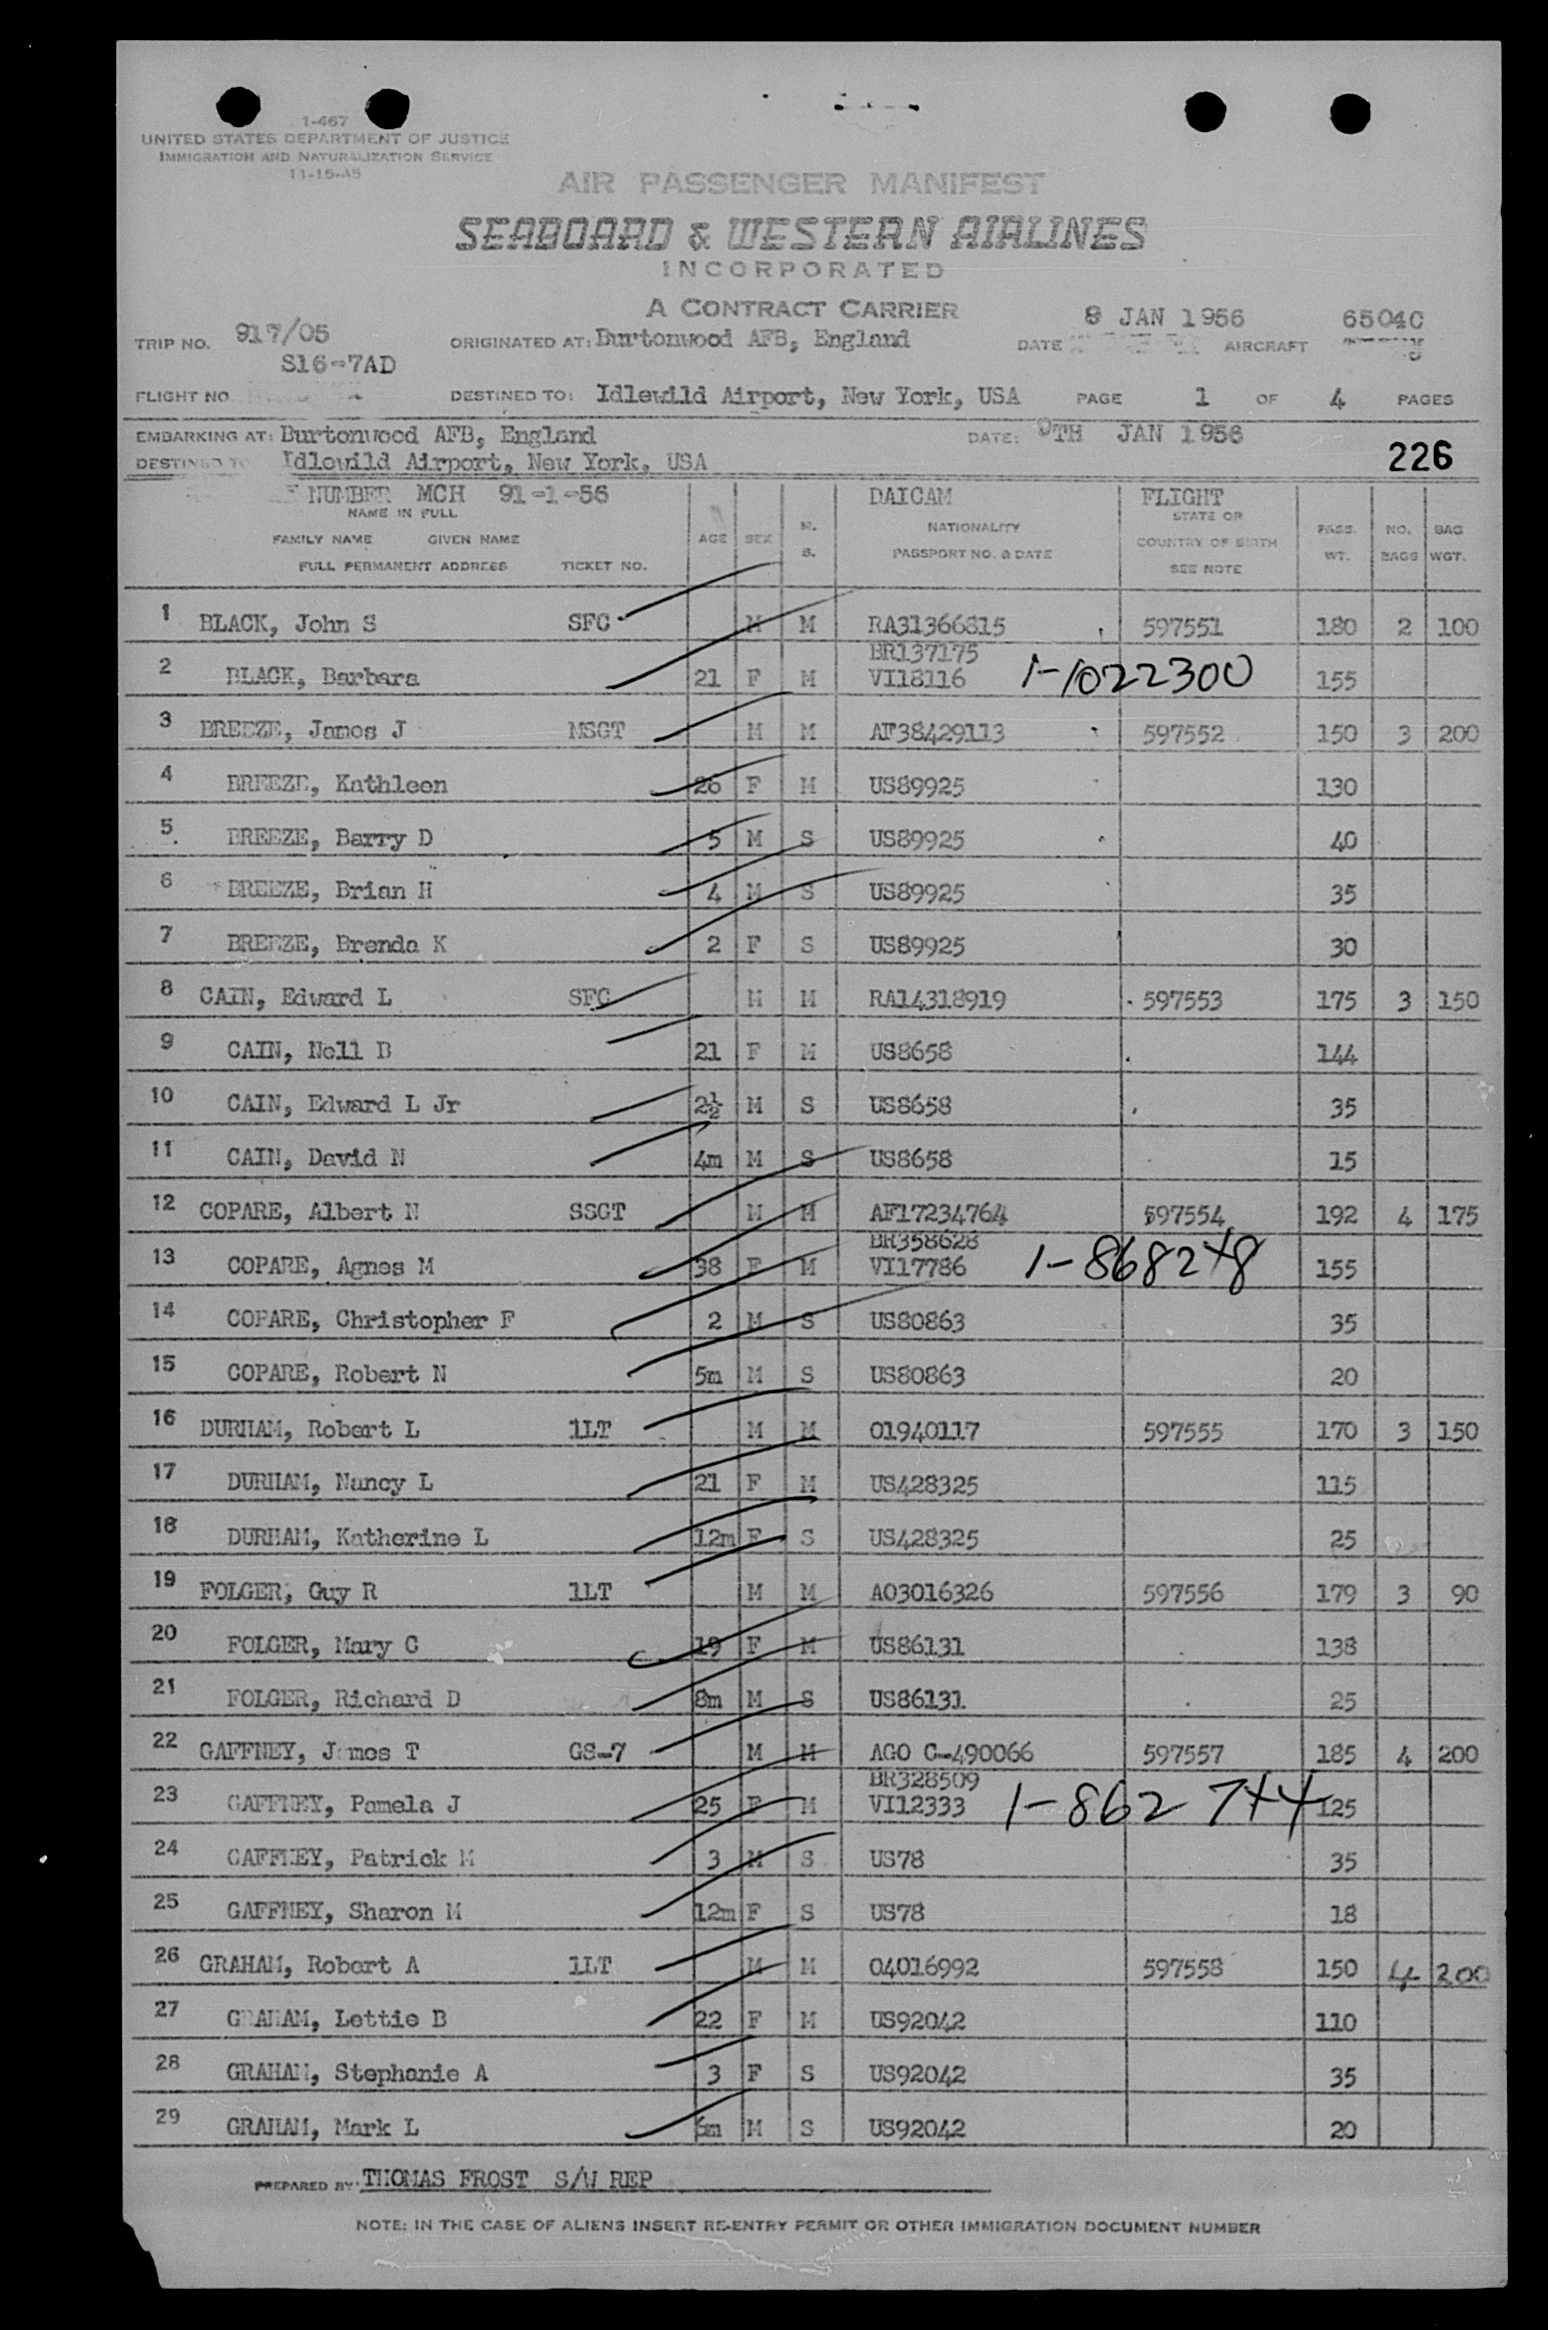 1-467
UNITED STATES DEPARTMENT OF JUSTICE
IMMIGRATION AND NATURALIZATION SERVICE
11-15-45
AIR PASSENGER MANIFEST
SEABOARD & WESTERN AIRLINES
INCORPORATED
A CONTRACT CARRIER
TRIP NO. 917/05 ORIGINATED AT: Burtonwood AFB, England DATE 8 JAN 1956 AIRCRAFT 6504C
FLIGHT NO. S16-7AD DESTINED TO: Idlewild Airport, New York, USA PAGE 1 OF 4 PAGES
EMBARKING AT: Burtonwood AFB, England DATE: TH JAN 1956
DESTINED TO Idlewild Airport, New York, USA 226
NUMBER MCH 91-1-56 DAICAM FLIGHT
NAME IN FULL
FAMILY NAME GIVEN NAME
FULL PERMANENT ADDRESS TICKET NO. AGE SEX M. S. NATIONALITY PASSPORT NO. & DATE STATE OR COUNTRY OF BIRTH SEE NOTE PASS. WT. NO. BAGS BAG WGT.
1 BLACK, John S SFC M M RA31366815 597551 180 2 100
2 BLACK, Barbara 21 F M BR137175 VI18116 1-1022300 155
3 BREEZE, James J MSGT M M AF38429113 597552 150 3 200
4 BREEZE, Kathleen 26 F M US89925 130
5 BREEZE, Barry D 5 M S US89925 40
6 BREEZE, Brian H 4 M S US89925 35
7 BREEZE, Brenda K 2 F S US89925 30
8 CAIN, Edward L SFC M M RA14318919 597553 175 3 150
9 CAIN, Nell B 21 F M US8658 144
10 CAIN, Edward L Jr 2½ M S US8658 35
11 CAIN, David N 4m M S US8658 15
12 COPARE, Albert N SSGT M M AF17234764 597554 192 4 175
13 COPARE, Agnes M 38 F M BR358628 VI17786 1-868248 155
14 COPARE, Christopher F 2 M S US80863 35
15 COPARE, Robert N 5m M S US80863 20
16 DURHAM, Robert L 1LT M M O1940117 597555 170 3 150
17 DURHAM, Nancy L 21 F M US428325 115
18 DURHAM, Katherine L 12m F S US428325 25
19 FOLGER, Guy R 1LT M M AO3016326 597556 179 3 90
20 FOLGER, Mary C 19 F M US86131 138
21 FOLGER, Richard D 8m M S US86131 25
22 GAFFNEY, James T GS-7 M M AGO C-490066 597557 185 4 200
23 GAFFNEY, Pamela J 25 F M BR328509 VI12333 1-862744 125
24 GAFFNEY, Patrick M 3 M S US78 35
25 GAFFNEY, Sharon M 12m F S US78 18
26 GRAHAM, Robert A 1LT M M 04016992 597558 150 4 200
27 GRAHAM, Lettie B 22 F M US92042 110
28 GRAHAM, Stephanie A 3 F S US92042 35
29 GRAHAM, Mark L 6m M S US92042 20
PREPARED BY: THOMAS FROST S/W REP
NOTE: IN THE CASE OF ALIENS INSERT RE-ENTRY PERMIT OR OTHER IMMIGRATION DOCUMENT NUMBER